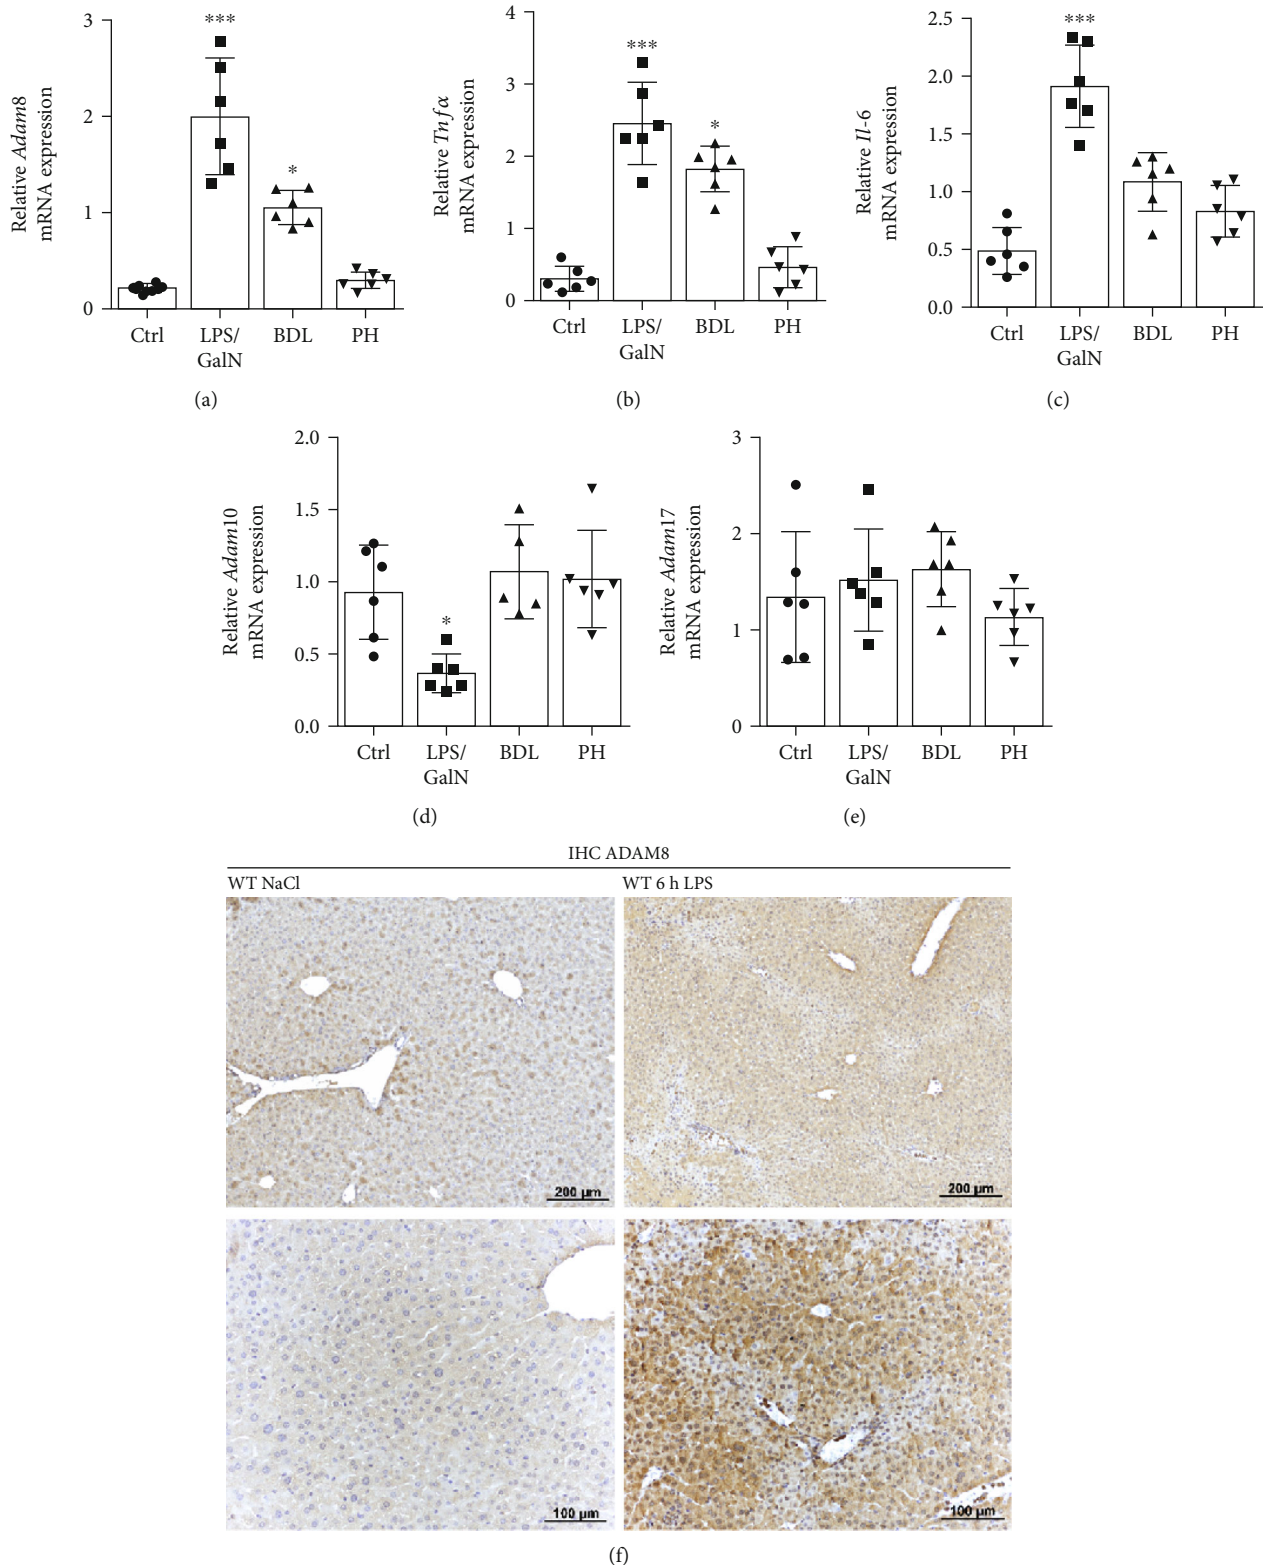 Relative Adam8
mRNA expression
3
2
1
0
***
*
Ctrl
LPS/
GalN
BDL
PH
(a)
Relative Tnfα
mRNA expression
4
3
2
1
0
***
*
Ctrl
LPS/
GalN
BDL
PH
(b)
Relative Il-6
mRNA expression
2.5
2.0
1.5
1.0
0.5
0.0
***
Ctrl
LPS/
GalN
BDL
PH
(c)
Relative Adam10
mRNA expression
2.0
1.5
1.0
0.5
0.0
*
Ctrl
LPS/
GalN
BDL
PH
(d)
Relative Adam17
mRNA expression
3
2
1
0
Ctrl
LPS/
GalN
BDL
PH
(e)
IHC ADAM8
WT NaCl
WT 6 h LPS
200 µm
200 µm
100 µm
100 µm
(f)